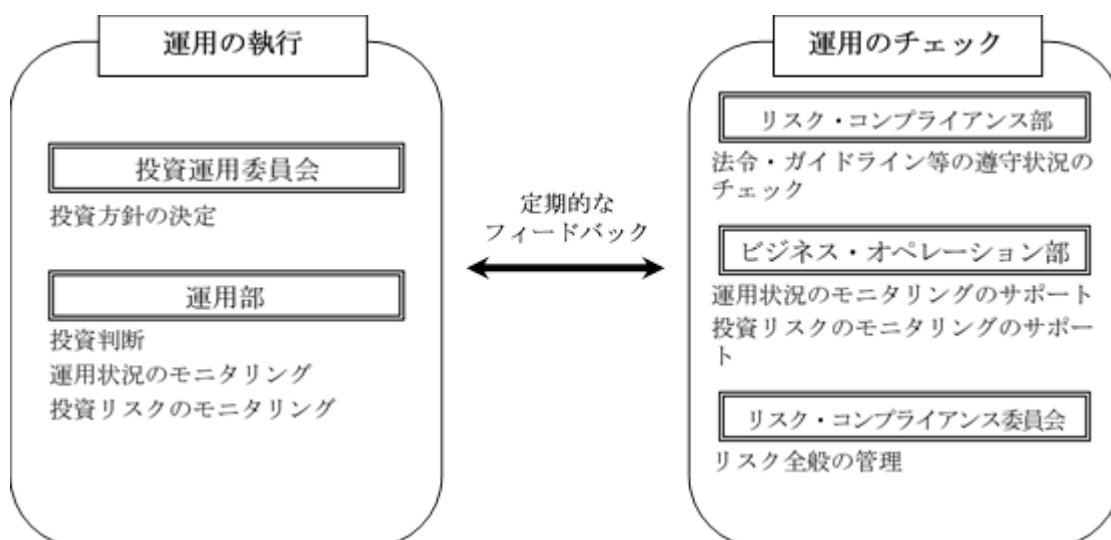 運用の執行
投資運用委員会
投資方針の決定
運用部
投資判断
運用状況のモニタリング
投資リスクのモニタリング
定期的な
フィードバック
運用のチェック
リスク・コンプライアンス部
法令・ガイドライン等の遵守状況の
チェック
ビジネス・オペレーション部
運用状況のモニタリングのサポート
投資リスクのモニタリングのサポー
ト
リスク・コンプライアンス委員会
リスク全般の管理